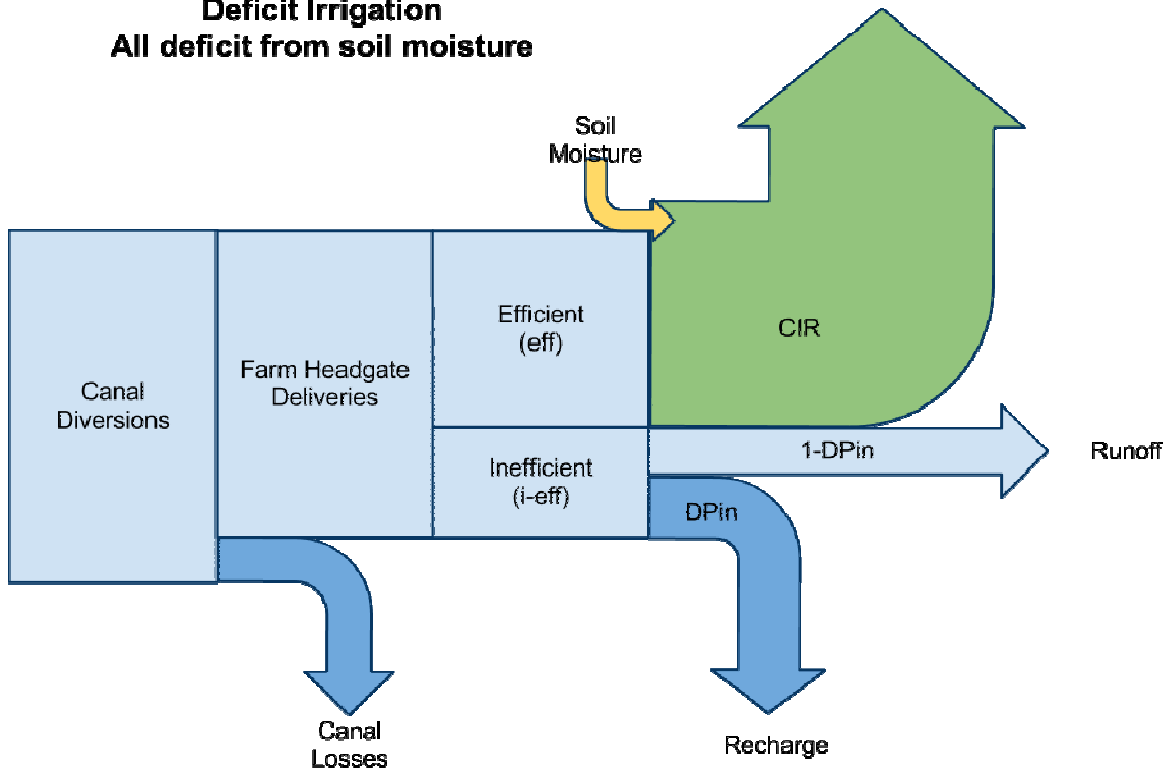 Deficit Irrigation
All deficit from soil moisture
Soil
Moisture
Efficient
(eff)
CIR
Farm Headgate
Deliveries
Canal
Diversions
1-DPin
Runoff
Inefficient
(i-eff)
DPin
Canal
Losses
Recharge